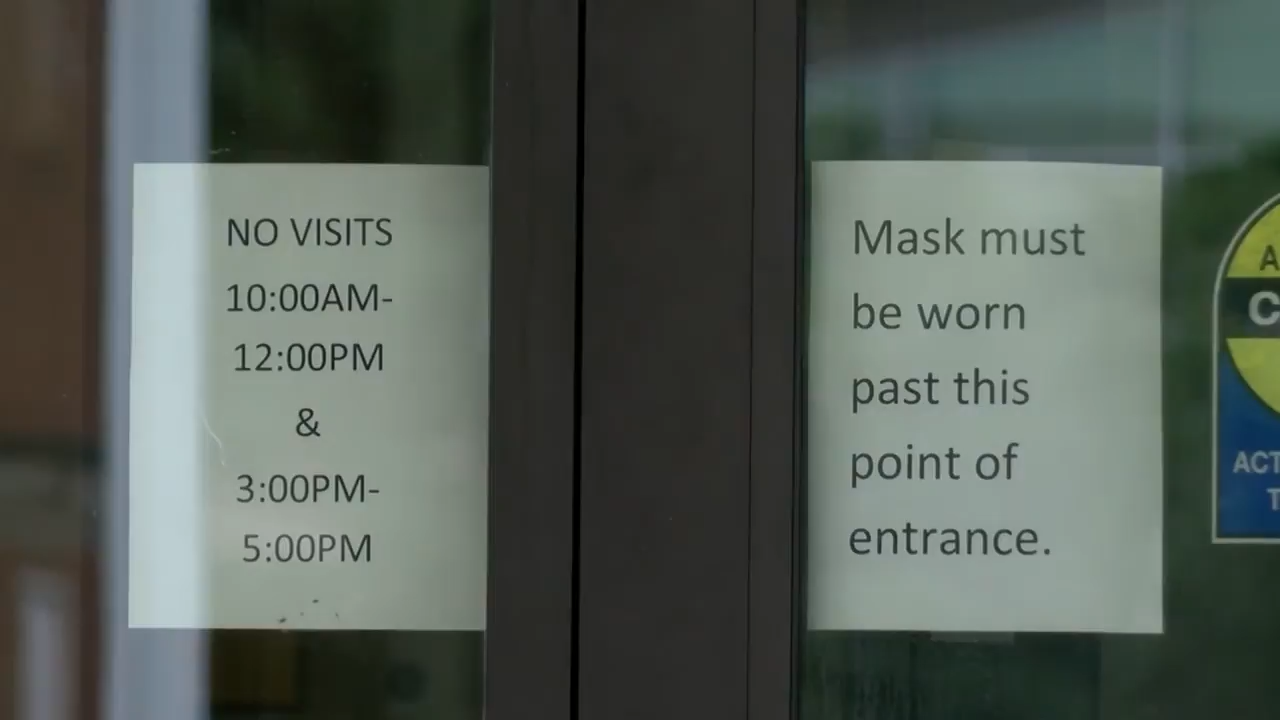 NO VISITS
10:00AM-
12:00PM
&
3:00PM-
5:00PM
Mask must
be worn
past this
point of
entrance.